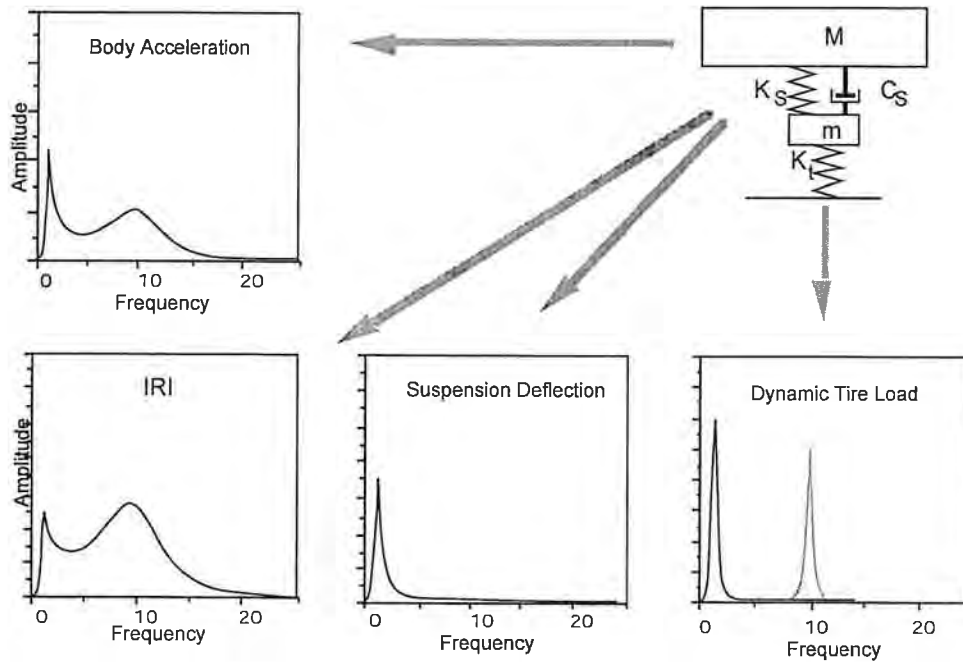 Body Acceleration
Amplitude
0 10 20
Frequency
M
K_S C_S
m
K_t
IRI
Amplitude
0 10 20
Frequency
Suspension Deflection
0 10 20
Frequency
Dynamic Tire Load
0 10 20
Frequency